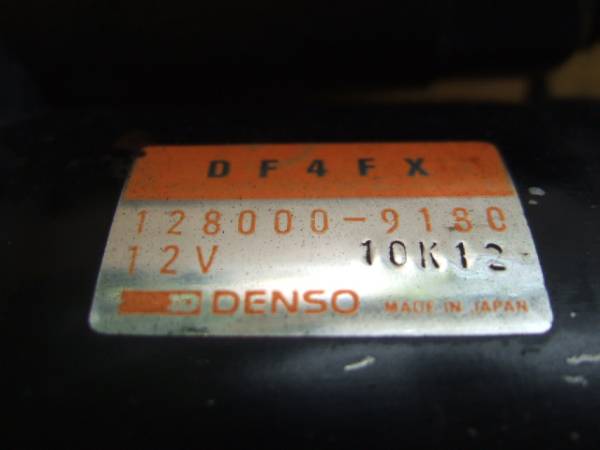 DF4FX
128000-9180
12V 10K12
DENSO MADE IN JAPAN